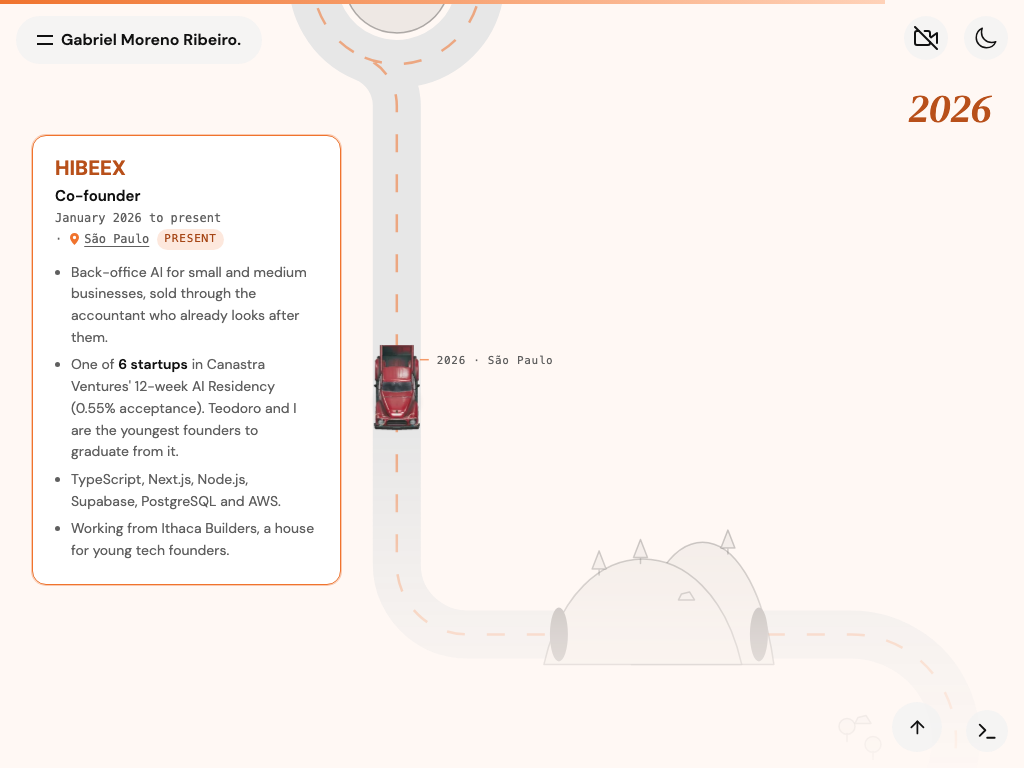 Gabriel Moreno Ribeiro.
2026
HIBEEX
Co-founder
January 2026 to present
· São Paulo PRESENT
• Back-office AI for small and medium
businesses, sold through the
accountant who already looks after
them.
• One of 6 startups in Canastra
Ventures' 12-week AI Residency
(0.55% acceptance). Teodoro and I
are the youngest founders to
graduate from it.
• TypeScript, Next.js, Node.js,
Supabase, PostgreSQL and AWS.
• Working from Ithaca Builders, a house
for young tech founders.
2026 · São Paulo